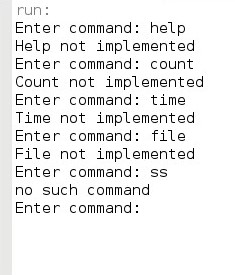 run:
Enter command: help
Help not implemented
Enter command: count
Count not implemented
Enter command: time
Time not implemented
Enter command: file
File not implemented
Enter command: ss
no such command
Enter command: